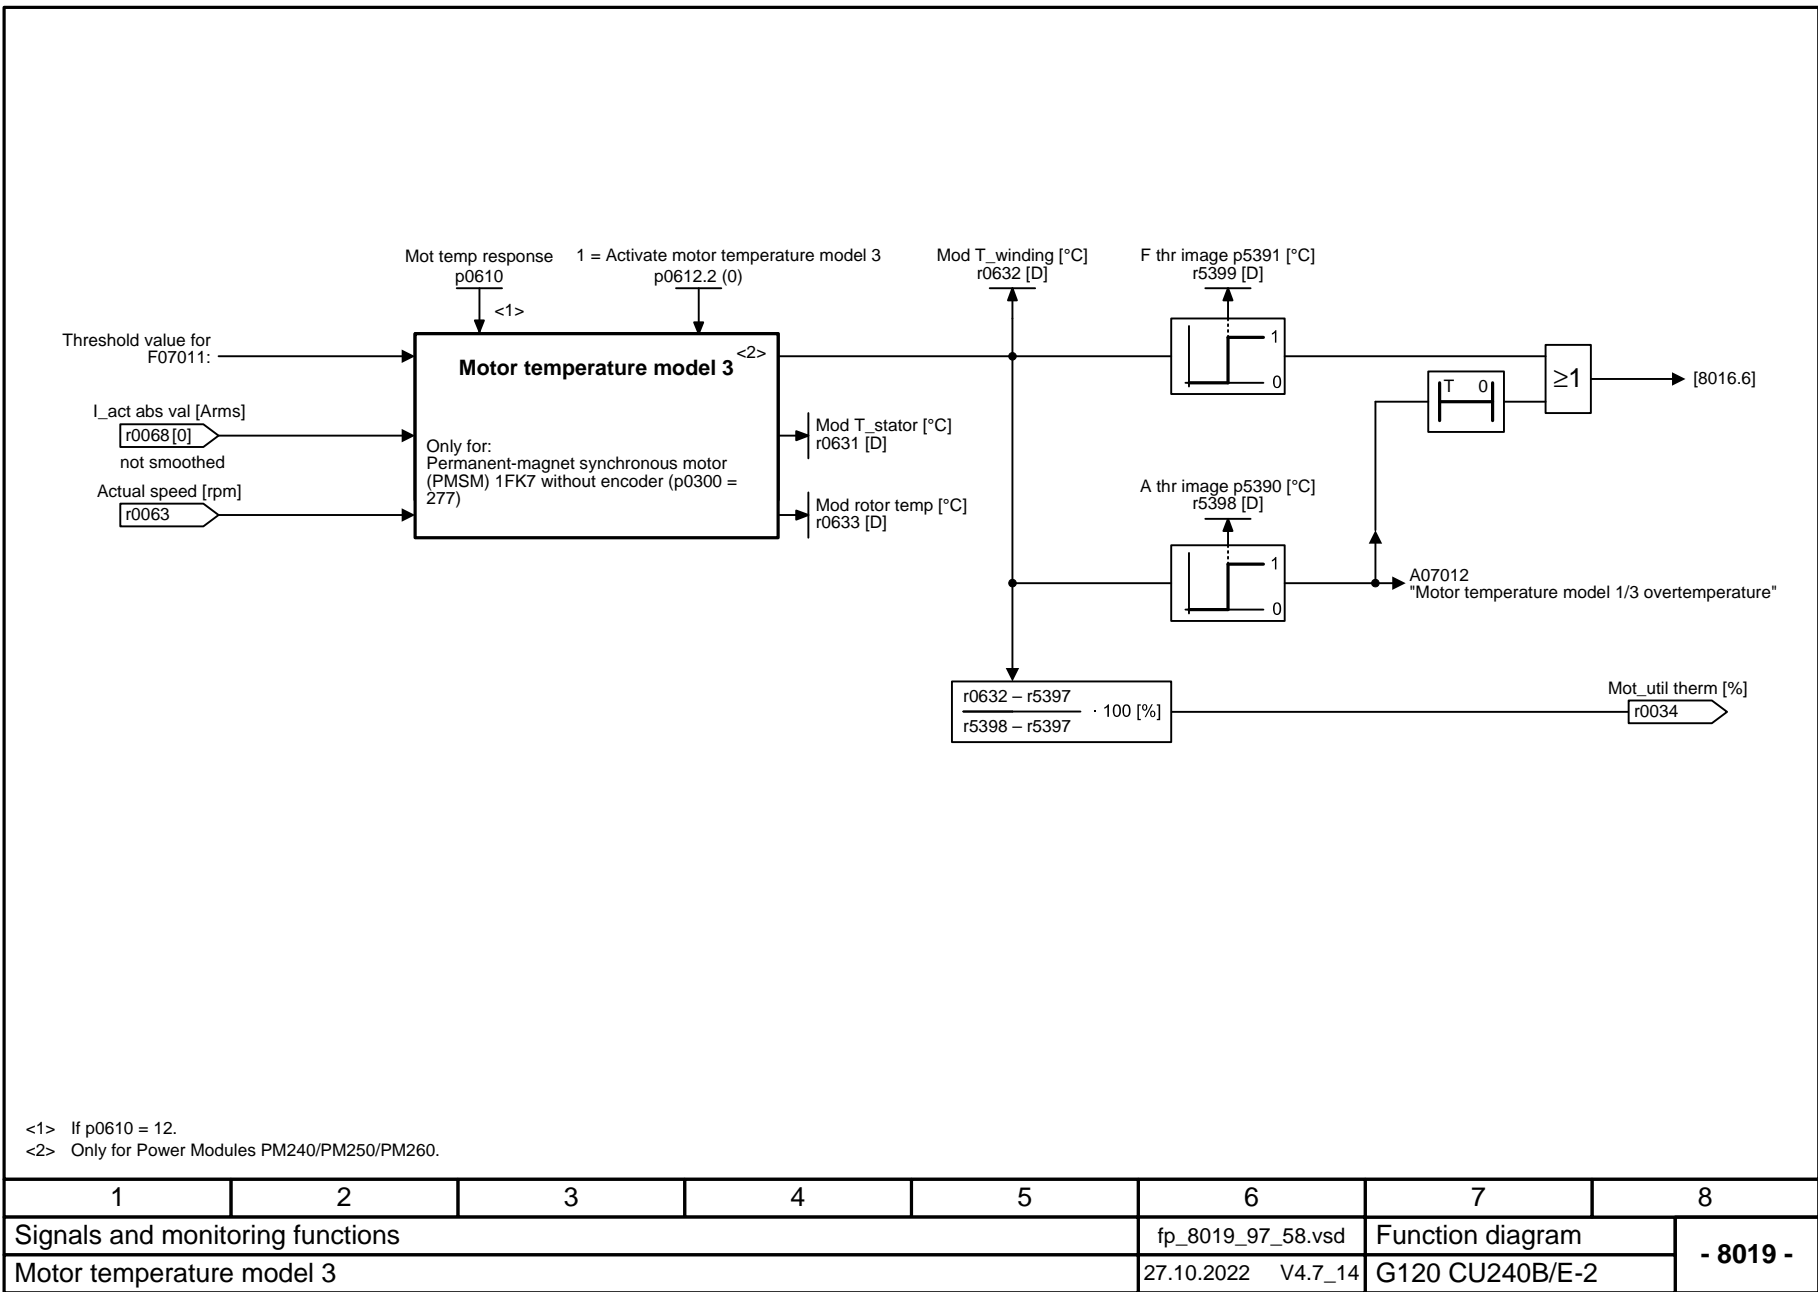 Mot temp response
p0610
<1>
1 = Activate motor temperature model 3
p0612.2 (0)
Mod T_winding [°C]
r0632 [D]
F thr image p5391 [°C]
r5399 [D]
Threshold value for
F07011:
Motor temperature model 3
<2>
1
0
≥1
[8016.6]
T 0
I_act abs val [Arms]
r0068[0]
not smoothed
Actual speed [rpm]
r0063
Only for:
Permanent-magnet synchronous motor
(PMSM) 1FK7 without encoder (p0300 =
277)
Mod T_stator [°C]
r0631 [D]
Mod rotor temp [°C]
r0633 [D]
A thr image p5390 [°C]
r5398 [D]
1
0
A07012
"Motor temperature model 1/3 overtemperature"
r0632 – r5397
r5398 – r5397
· 100 [%]
Mot_util therm [%]
r0034
<1> If p0610 = 12.
<2> Only for Power Modules PM240/PM250/PM260.
1 2 3 4 5 6 7 8
Signals and monitoring functions
fp_8019_97_58.vsd
Function diagram
- 8019 -
Motor temperature model 3
27.10.2022 V4.7_14
G120 CU240B/E-2